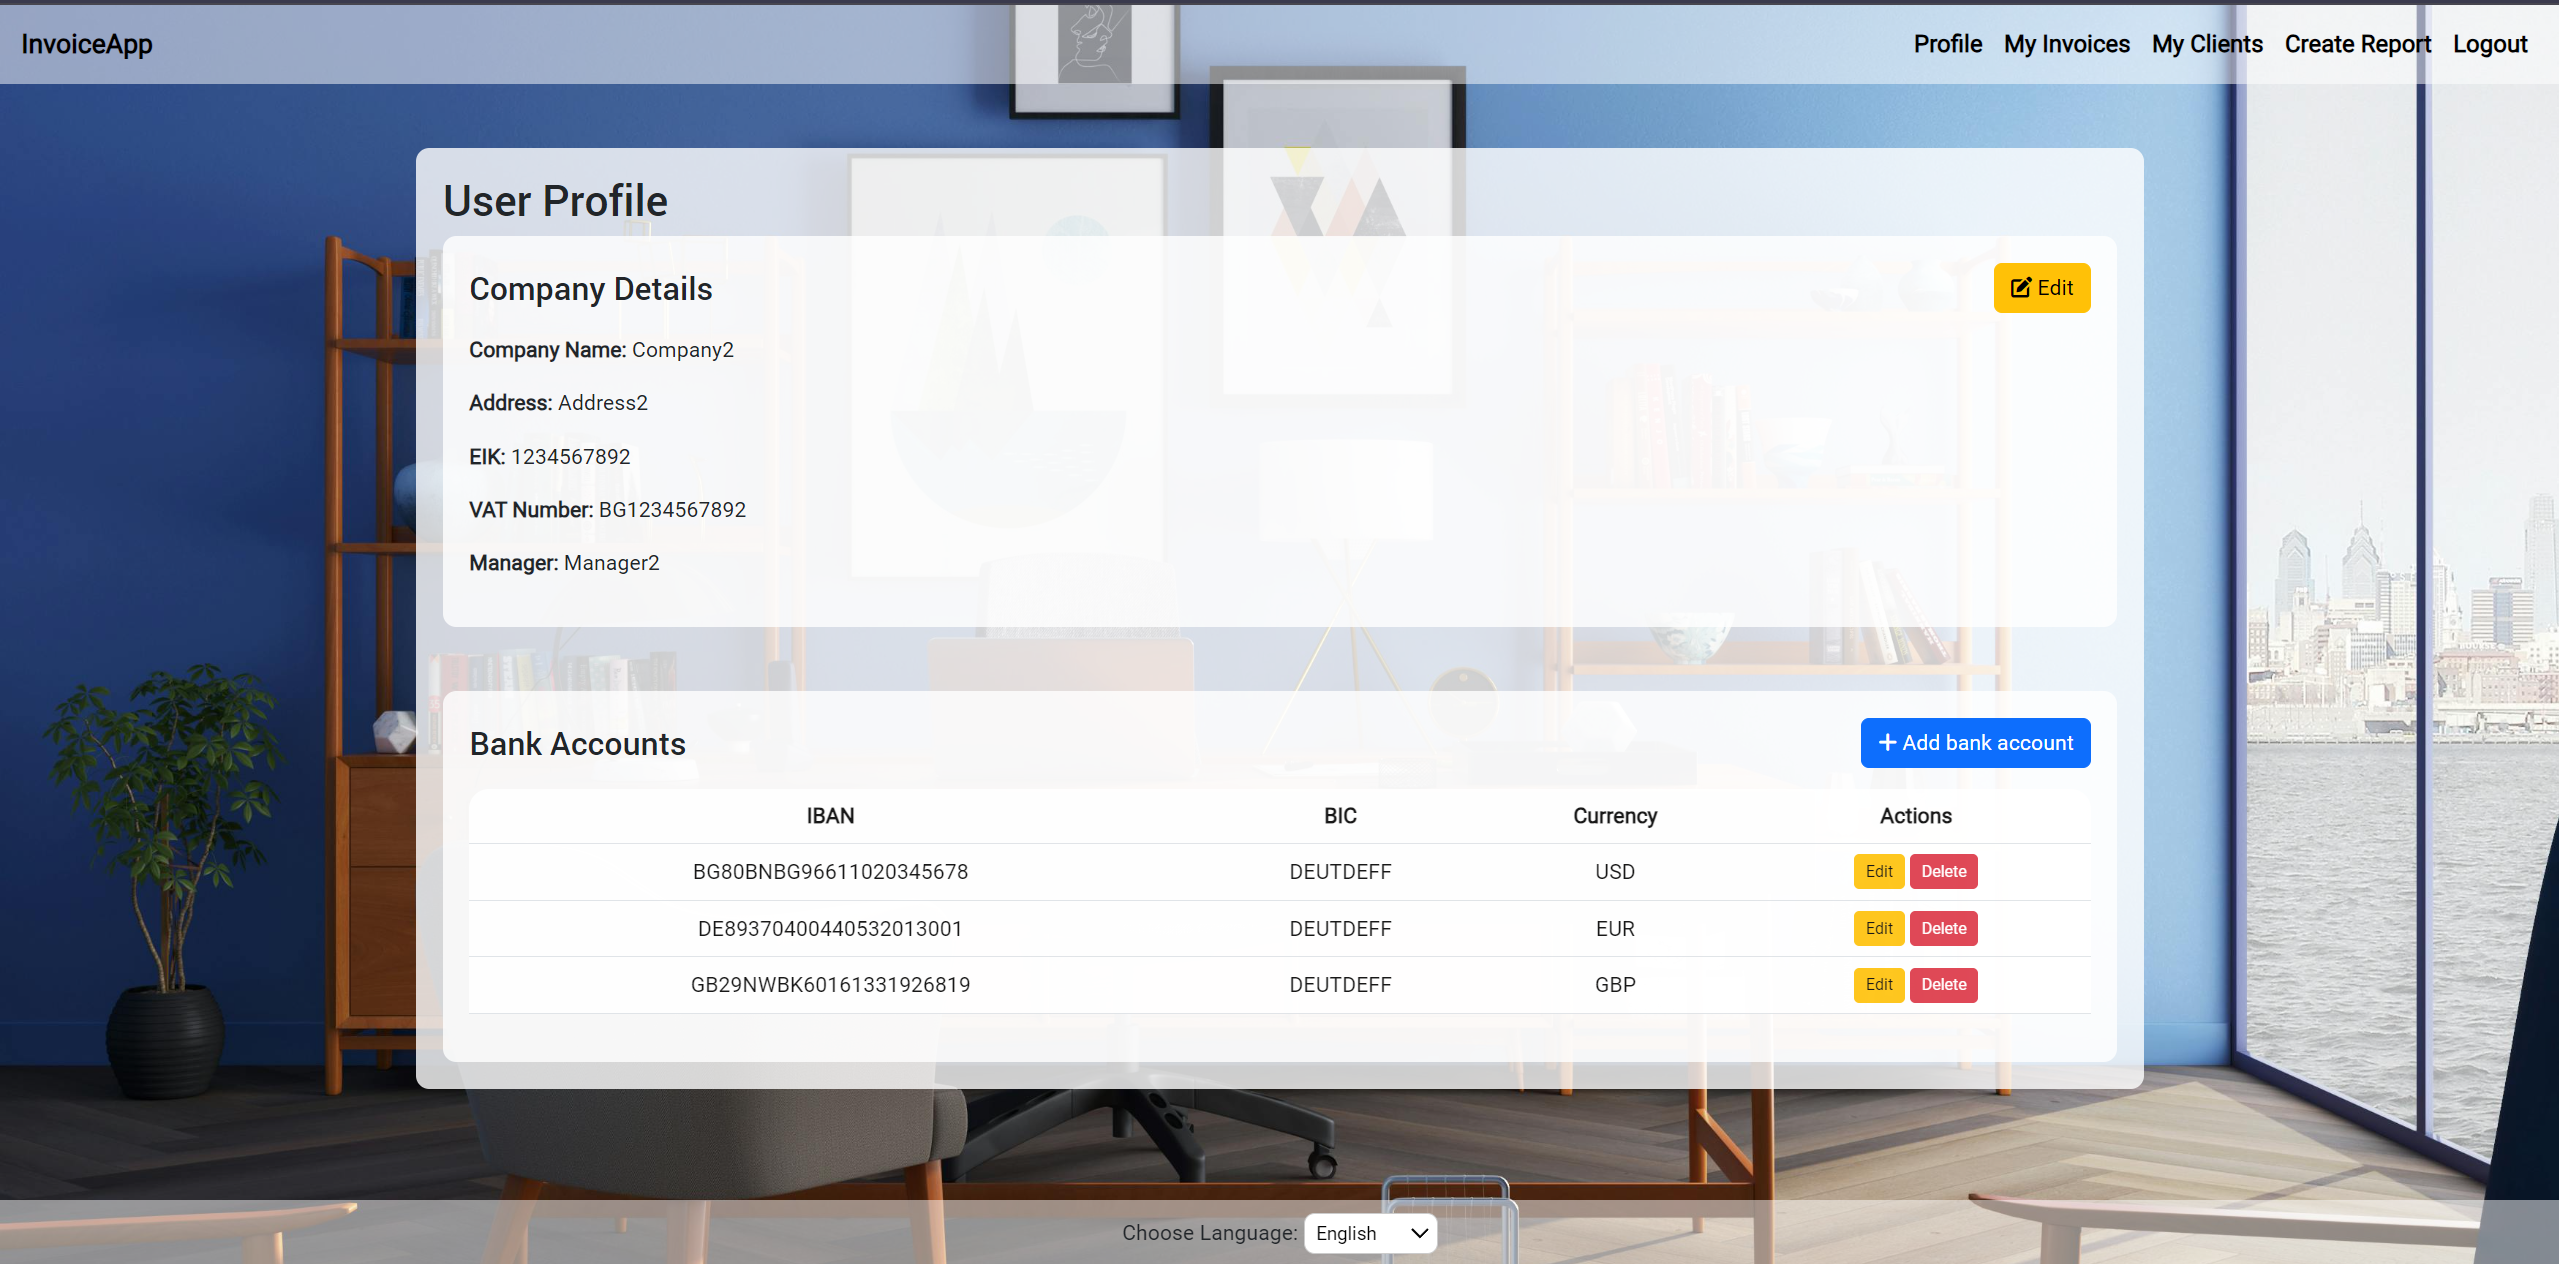 InvoiceApp
Profile My Invoices My Clients Create Report Logout
User Profile
Company Details
Edit
Company Name: Company2
Address: Address2
EIK: 1234567892
VAT Number: BG1234567892
Manager: Manager2
Bank Accounts
+ Add bank account
IBAN BIC Currency Actions
BG80BNBG96611020345678 DEUTDEFF USD Edit Delete
DE89370400440532013001 DEUTDEFF EUR Edit Delete
GB29NWBK60161331926819 DEUTDEFF GBP Edit Delete
Choose Language: English